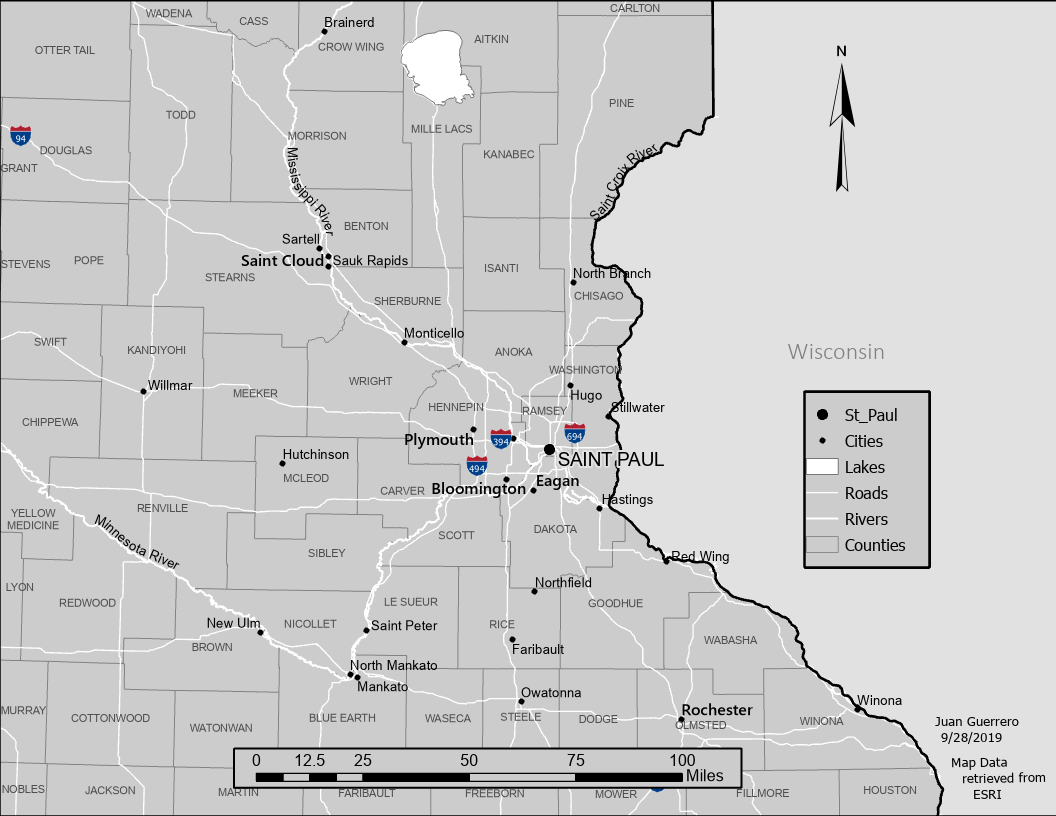 WADENA
CASS
Brainerd
CROW WING
AITKIN
CARLTON
OTTER TAIL
N
PINE
TODD
MORRISON
MILLE LACS
94
DOUGLAS
KANABEC
GRANT
Saint Croix River
Mississippi River
BENTON
Sartell
Saint Cloud
Sauk Rapids
STEVENS
POPE
STEARNS
ISANTI
North Branch
CHISAGO
SHERBURNE
Monticello
SWIFT
KANDIYOHI
ANOKA
Wisconsin
WRIGHT
WASHINGTON
Willmar
MEEKER
Hugo
HENNEPIN
RAMSEY
Stillwater
CHIPPEWA
Plymouth
394
694
St_Paul
Cities
Lakes
Roads
Rivers
Counties
Hutchinson
MCLEOD
494
SAINT PAUL
CARVER
Bloomington
Eagan
Hastings
YELLOW
MEDICINE
RENVILLE
Minnesota River
SCOTT
DAKOTA
SIBLEY
Red Wing
LYON
REDWOOD
Northfield
LE SUEUR
GOODHUE
New Ulm
NICOLLET
Saint Peter
RICE
BROWN
Faribault
WABASHA
North Mankato
Mankato
Owatonna
Winona
MURRAY
COTTONWOOD
WATONWAN
BLUE EARTH
WASECA
STEELE
DODGE
Rochester
OLMSTED
WINONA
Juan Guerrero
9/28/2019
Map Data
retrieved from
ESRI
0 12.5 25 50 75 100
Miles
NOBLES
JACKSON
MARTIN
FARIBAULT
FREEBORN
MOWER
FILLMORE
HOUSTON